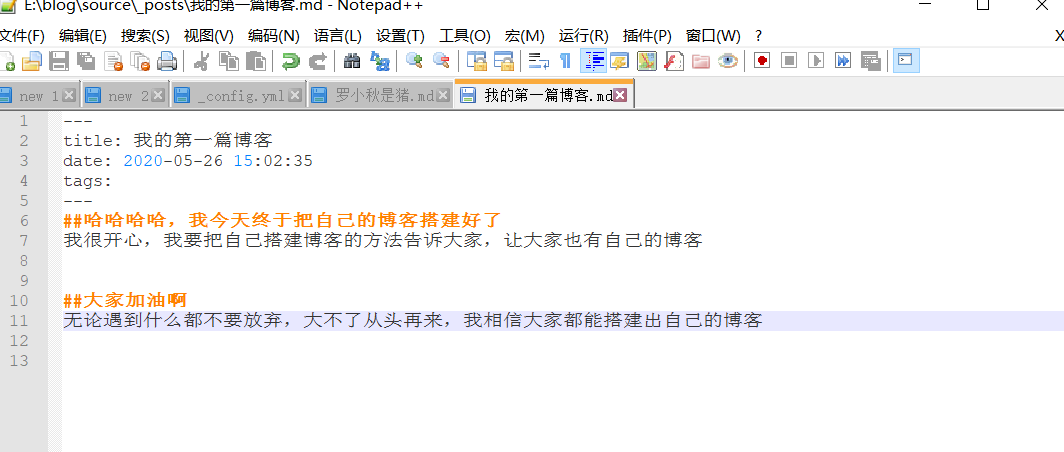 E:\blog\source\_posts\我的第一篇博客.md - Notepad++
文件(F) 编辑(E) 搜索(S) 视图(V) 编码(N) 语言(L) 设置(T) 工具(O) 宏(M) 运行(R) 插件(P) 窗口(W) ? X
new 1 new 2 _config.yml 罗小秋是猪.md 我的第一篇博客.md
1 ---
2 title: 我的第一篇博客
3 date: 2020-05-26 15:02:35
4 tags:
5 ---
6 ##哈哈哈哈，我今天终于把自己的博客搭建好了
7 我很开心，我要把自己搭建博客的方法告诉大家，让大家也有自己的博客
8
9
10 ##大家加油啊
11 无论遇到什么都不要放弃，大不了从头再来，我相信大家都能搭建出自己的博客
12
13